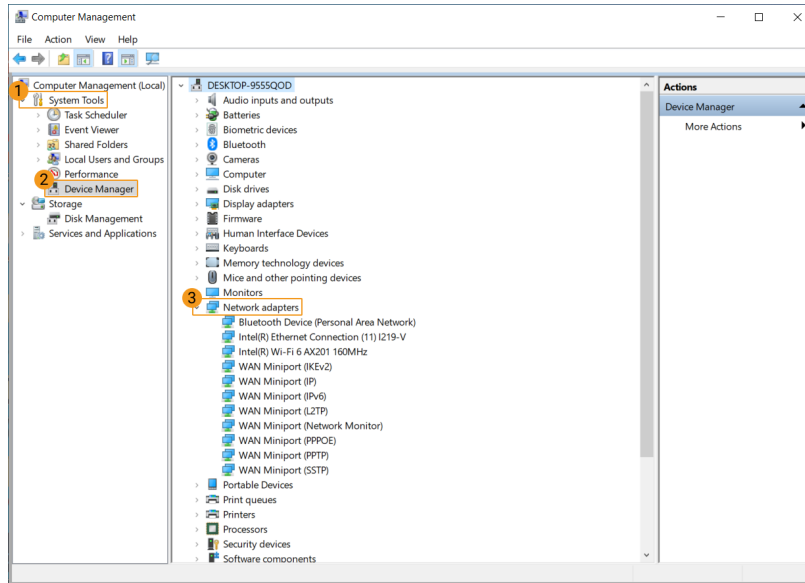 Computer Management
File Action View Help
Computer Management (Local)
1
System Tools
Task Scheduler
Event Viewer
Shared Folders
Local Users and Groups
Performance
2
Device Manager
Storage
Disk Management
Services and Applications
DESKTOP-9555QOD
Audio inputs and outputs
Batteries
Biometric devices
Bluetooth
Cameras
Computer
Disk drives
Display adapters
Firmware
Human Interface Devices
Keyboards
Memory technology devices
Mice and other pointing devices
Monitors
3
Network adapters
Bluetooth Device (Personal Area Network)
Intel(R) Ethernet Connection (11) I219-V
Intel(R) Wi-Fi 6 AX201 160MHz
WAN Miniport (IKEv2)
WAN Miniport (IP)
WAN Miniport (IPv6)
WAN Miniport (L2TP)
WAN Miniport (Network Monitor)
WAN Miniport (PPPOE)
WAN Miniport (PPTP)
WAN Miniport (SSTP)
Portable Devices
Print queues
Printers
Processors
Security devices
Software components
Actions
Device Manager
More Actions